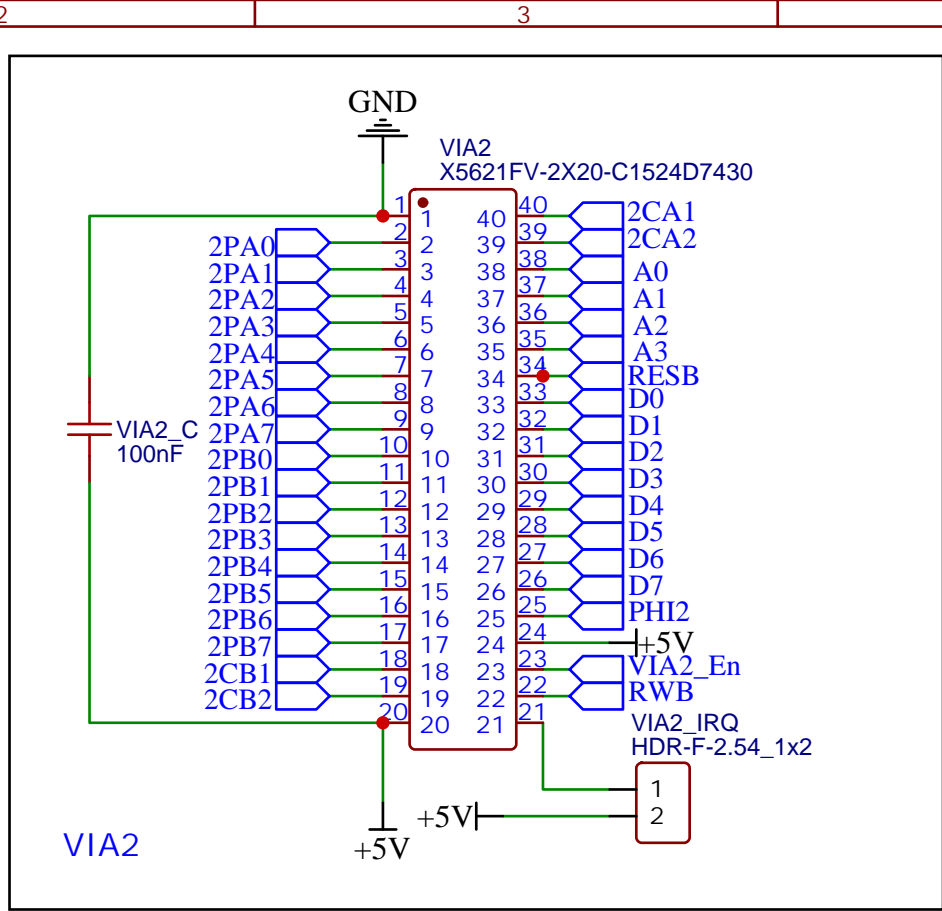 2
3
GND
VIA2
X5621FV-2X20-C1524D7430
1 1 40 40 2CA1
2PA0 2 2 39 39 2CA2
2PA1 3 3 38 38 A0
2PA2 4 4 37 37 A1
2PA3 5 5 36 36 A2
2PA4 6 6 35 35 A3
2PA5 7 7 34 34 RESB
2PA6 8 8 33 33 D0
2PA7 9 9 32 32 D1
2PB0 10 10 31 31 D2
2PB1 11 11 30 30 D3
2PB2 12 12 29 29 D4
2PB3 13 13 28 28 D5
2PB4 14 14 27 27 D6
2PB5 15 15 26 26 D7
2PB6 16 16 25 25 PHI2
2PB7 17 17 24 24 +5V
2CB1 18 18 23 23 VIA2_En
2CB2 19 19 22 22 RWB
20 20 21 21
VIA2_C
100nF
VIA2_IRQ
HDR-F-2.54_1x2
1
2
+5V
+5V
VIA2